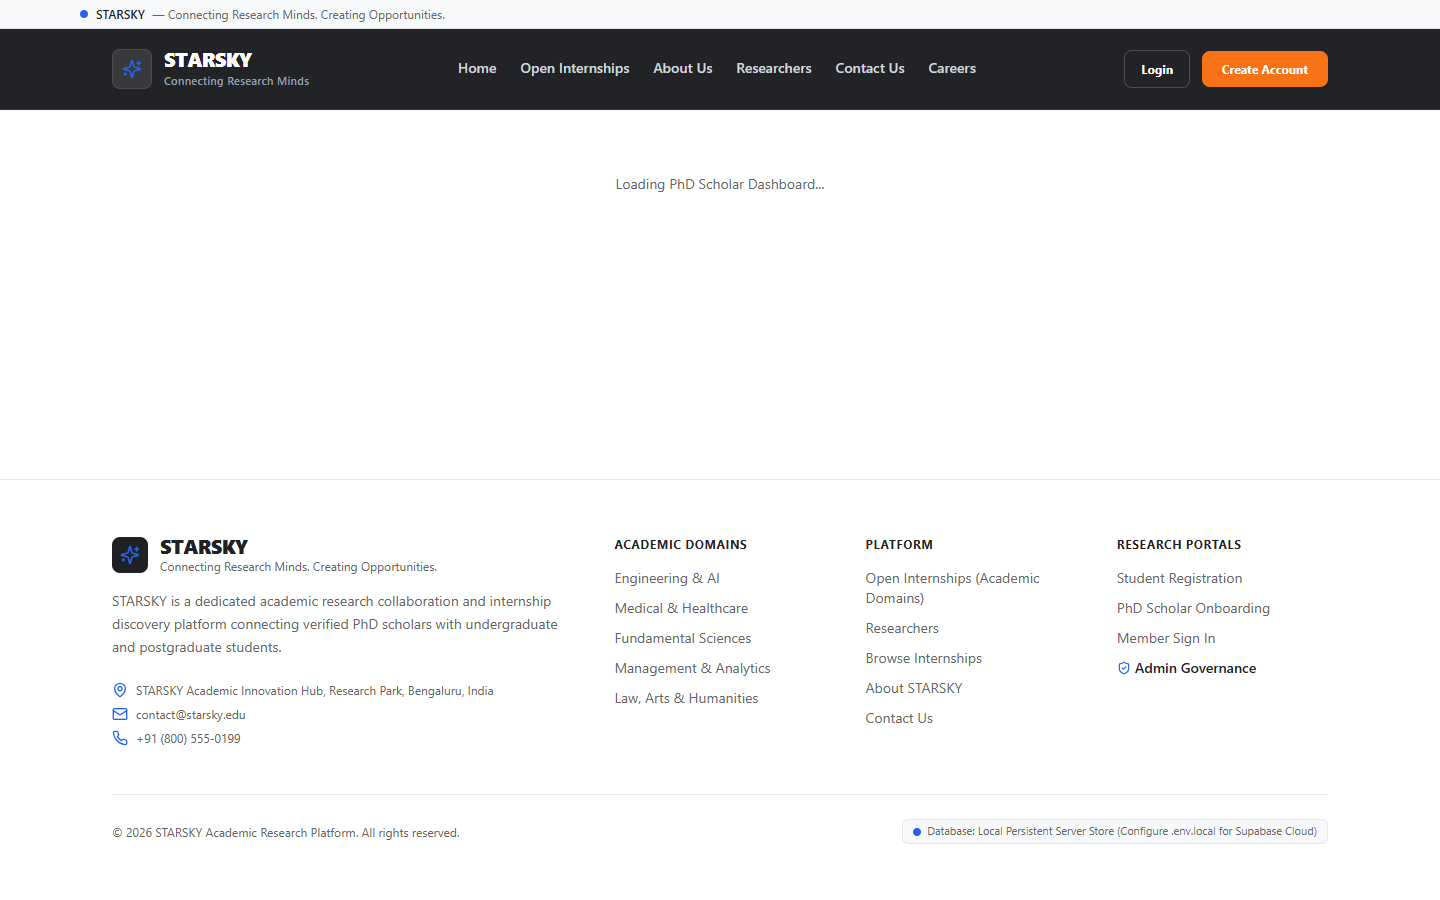 STARSKY — Connecting Research Minds. Creating Opportunities.
STARSKY
Connecting Research Minds
Home
Open Internships
About Us
Researchers
Contact Us
Careers
Login
Create Account
Loading PhD Scholar Dashboard...
STARSKY
Connecting Research Minds. Creating Opportunities.
STARSKY is a dedicated academic research collaboration and internship
discovery platform connecting verified PhD scholars with undergraduate
and postgraduate students.
STARSKY Academic Innovation Hub, Research Park, Bengaluru, India
contact@starsky.edu
+91 (800) 555-0199
ACADEMIC DOMAINS
Engineering & AI
Medical & Healthcare
Fundamental Sciences
Management & Analytics
Law, Arts & Humanities
PLATFORM
Open Internships (Academic
Domains)
Researchers
Browse Internships
About STARSKY
Contact Us
RESEARCH PORTALS
Student Registration
PhD Scholar Onboarding
Member Sign In
Admin Governance
© 2026 STARSKY Academic Research Platform. All rights reserved.
Database: Local Persistent Server Store (Configure .env.local for Supabase Cloud)